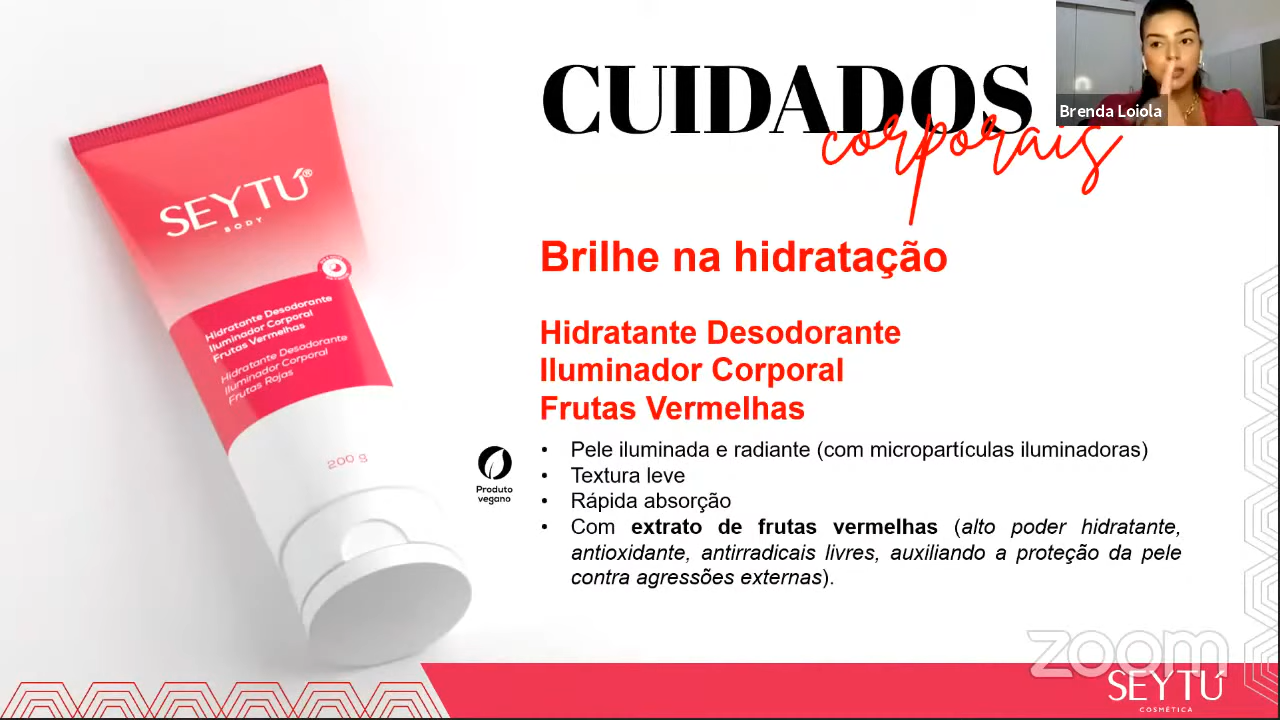 CUIDADOS
corporais
Brenda Loiola
SEYTÚ®
BODY
Hidratante Desodorante
Iluminador Corporal
Frutas Vermelhas
Hidratante Desodorante
Iluminador Corporal
Frutas Rojas
200 g
Brilhe na hidratação
Hidratante Desodorante
Iluminador Corporal
Frutas Vermelhas
Produto
vegano
• Pele iluminada e radiante (com micropartículas iluminadoras)
• Textura leve
• Rápida absorção
• Com extrato de frutas vermelhas (alto poder hidratante,
antioxidante, antirradicais livres, auxiliando a proteção da pele
contra agressões externas).
zoom
SEYTÚ
COSMÉTICA